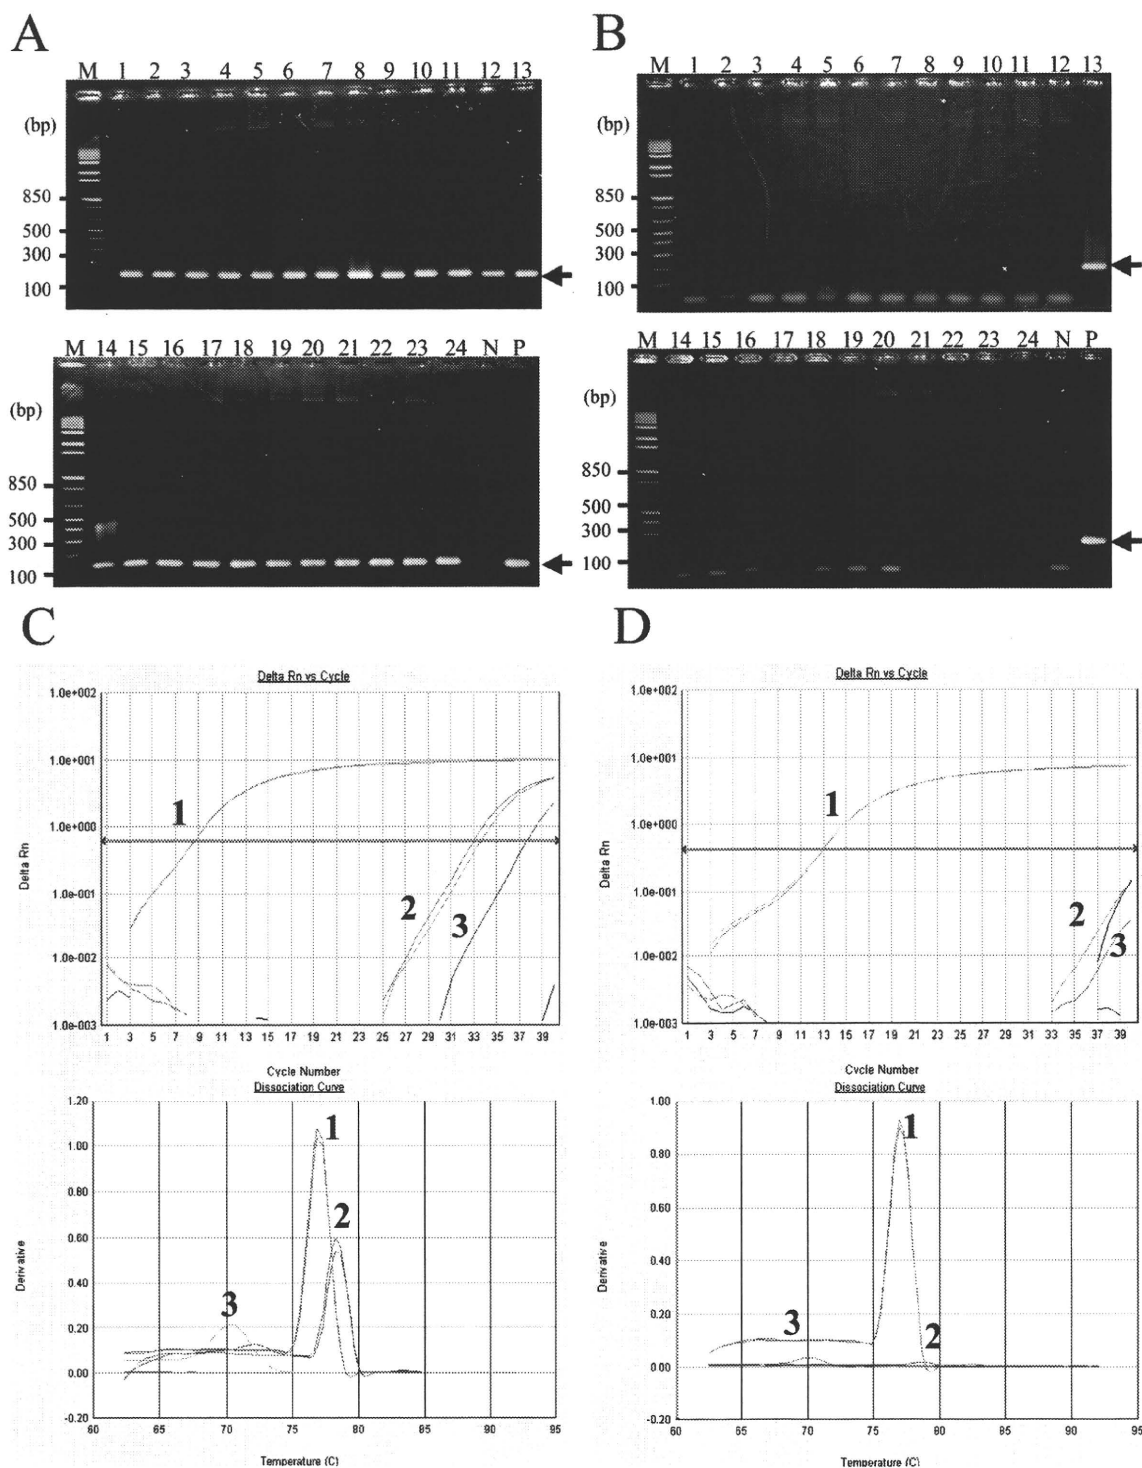 A
M 1 2 3 4 5 6 7 8 9 10 11 12 13
(bp)
850
500
300
100
M 14 15 16 17 18 19 20 21 22 23 24 N P
(bp)
850
500
300
100
B
M 1 2 3 4 5 6 7 8 9 10 11 12 13
(bp)
850
500
300
100
M 14 15 16 17 18 19 20 21 22 23 24 N P
(bp)
850
500
300
100
C
Delta Rn vs Cycle
1.0e+002
1.0e+001
1.0e+000
1.0e-001
1.0e-002
1.0e-003
Delta Rn
1
2
3
1 3 5 7 9 11 13 15 17 19 21 23 25 27 29 31 33 35 37 39
Cycle Number
Dissociation Curve
1.20
1.00
0.80
0.60
0.40
0.20
0.00
-0.20
Derivative
1
2
3
60 65 70 75 80 85 90 95
Temperature (C)
D
Delta Rn vs Cycle
1.0e+002
1.0e+001
1.0e+000
1.0e-001
1.0e-002
1.0e-003
Delta Rn
1
2
3
1 3 5 7 9 11 13 15 17 19 21 23 25 27 29 31 33 35 37 39
Cycle Number
Dissociation Curve
1.00
0.80
0.60
0.40
0.20
0.00
-0.20
Derivative
1
3
2
60 65 70 75 80 85 90 95
Temperature (C)